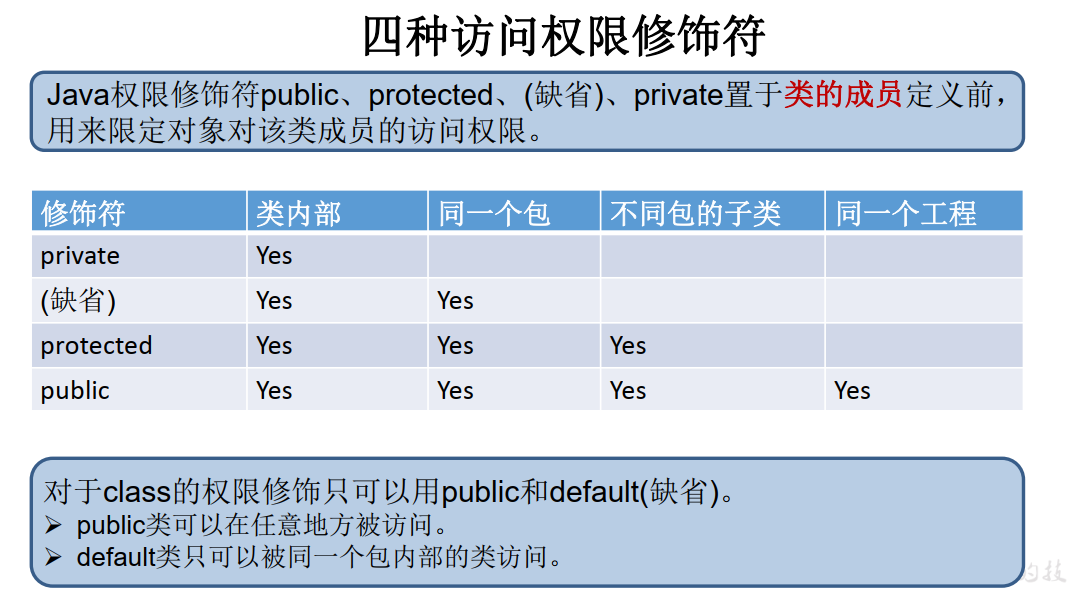 四种访问权限修饰符
Java权限修饰符public、protected、(缺省)、private置于类的成员定义前，
用来限定对象对该类成员的访问权限。
修饰符 类内部 同一个包 不同包的子类 同一个工程
private Yes
(缺省) Yes Yes
protected Yes Yes Yes
public Yes Yes Yes Yes
对于class的权限修饰只可以用public和default(缺省)。
➢ public类可以在任意地方被访问。
➢ default类只可以被同一个包内部的类访问。